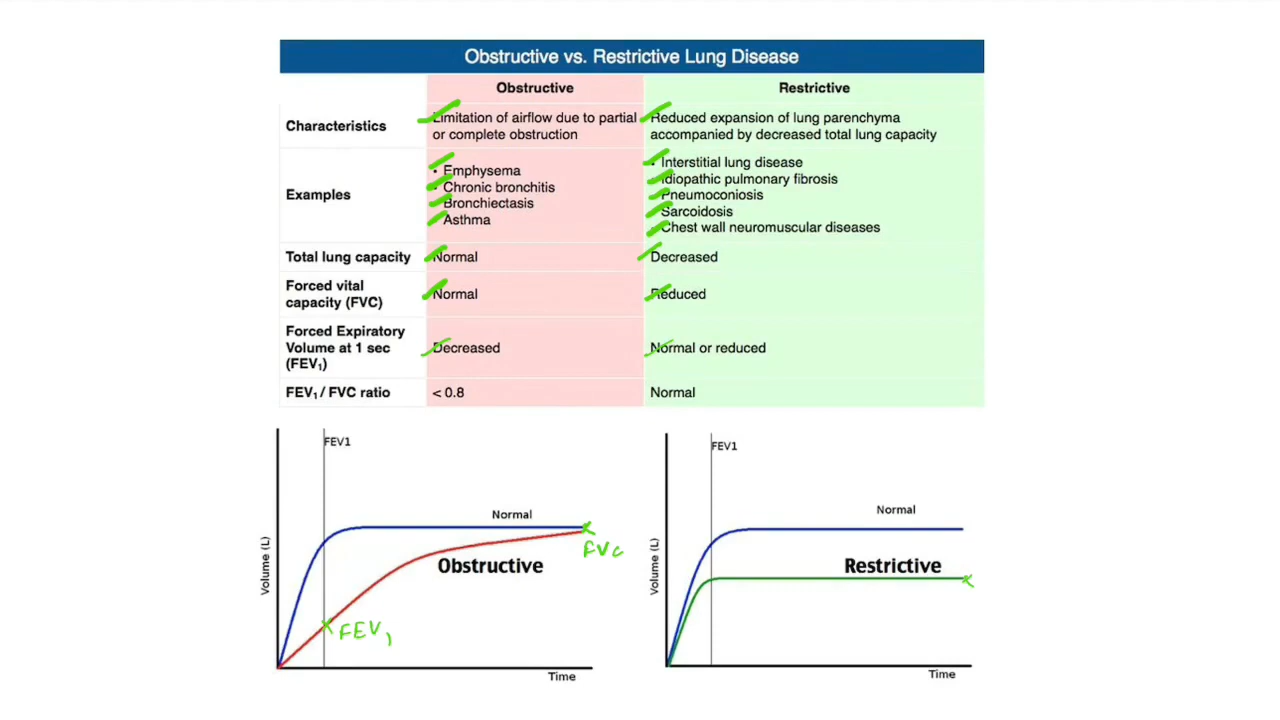 Obstructive vs. Restrictive Lung Disease
Obstructive
Restrictive
Characteristics
Limitation of airflow due to partial
or complete obstruction
Reduced expansion of lung parenchyma
accompanied by decreased total lung capacity
Examples
• Emphysema
• Chronic bronchitis
• Bronchiectasis
• Asthma
• Interstitial lung disease
• Idiopathic pulmonary fibrosis
• Pneumoconiosis
• Sarcoidosis
• Chest wall neuromuscular diseases
Total lung capacity
Normal
Decreased
Forced vital
capacity (FVC)
Normal
Reduced
Forced Expiratory
Volume at 1 sec
(FEV₁)
Decreased
Normal or reduced
FEV₁ / FVC ratio
< 0.8
Normal
FEV1
Normal
FVC
Obstructive
FEV₁
Volume (L)
Time
FEV1
Normal
Restrictive
Volume (L)
Time